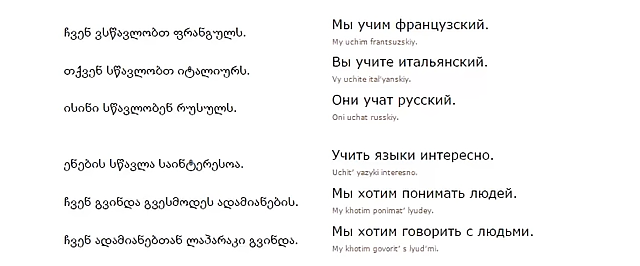 ჩვენ ვსწავლობთ ფრანგულს.
Мы учим французский.
My uchim frantsuzskiy.
თქვენ სწავლობთ იტალიურს.
Вы учите итальянский.
Vy uchite ital'yanskiy.
ისინი სწავლობენ რუსულს.
Они учат русский.
Oni uchat russkiy.
ენების სწავლა საინტერესოა.
Учить языки интересно.
Uchit' yazyki interesno.
ჩვენ გვინდა გვესმოდეს ადამიანების.
Мы хотим понимать людей.
My khotim ponimat' lyudey.
ჩვენ ადამიანებთან ლაპარაკი გვინდა.
Мы хотим говорить с людьми.
My khotim govorit' s lyud'mi.